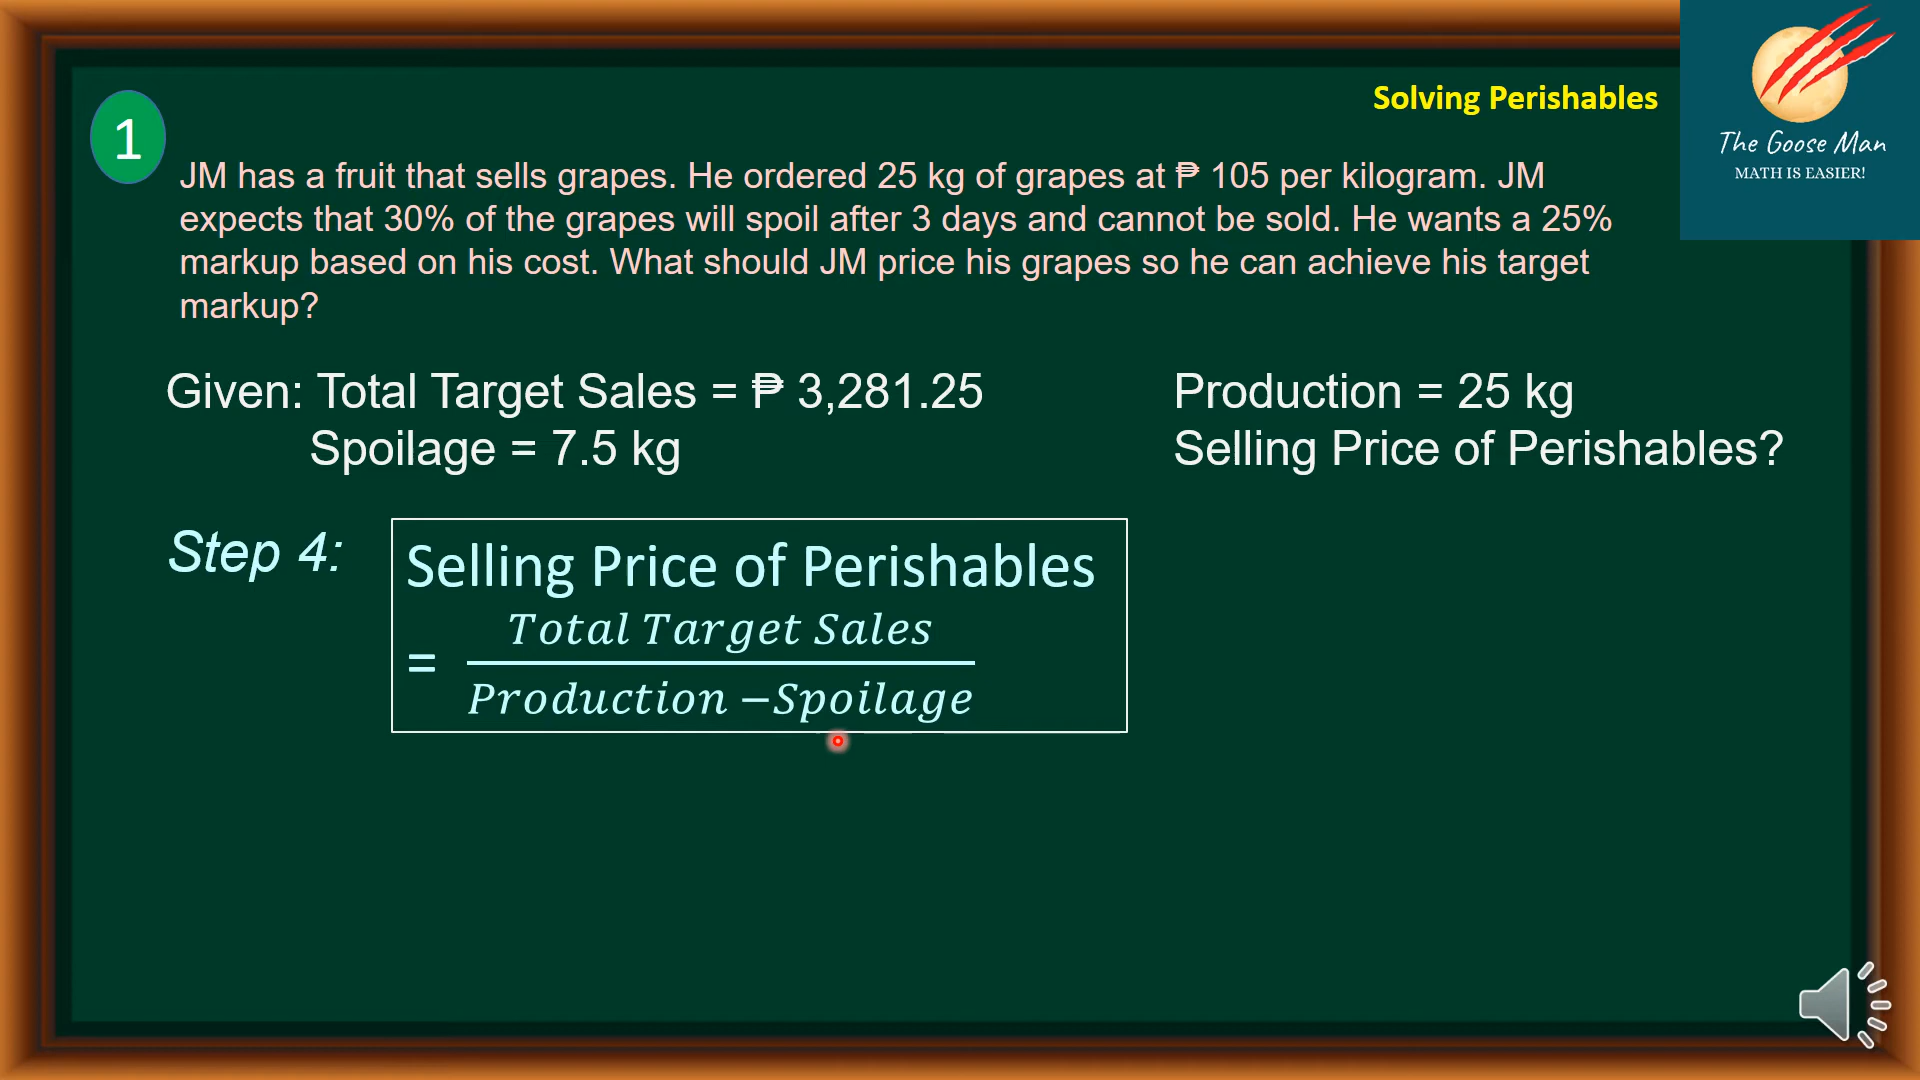 Solving Perishables
The Goose Man
MATH IS EASIER!
1
JM has a fruit that sells grapes. He ordered 25 kg of grapes at ₱ 105 per kilogram. JM
expects that 30% of the grapes will spoil after 3 days and cannot be sold. He wants a 25%
markup based on his cost. What should JM price his grapes so he can achieve his target
markup?
Given: Total Target Sales = ₱ 3,281.25
Production = 25 kg
Spoilage = 7.5 kg
Selling Price of Perishables?
Step 4:
Selling Price of Perishables
Total Target Sales
=
Production −Spoilage